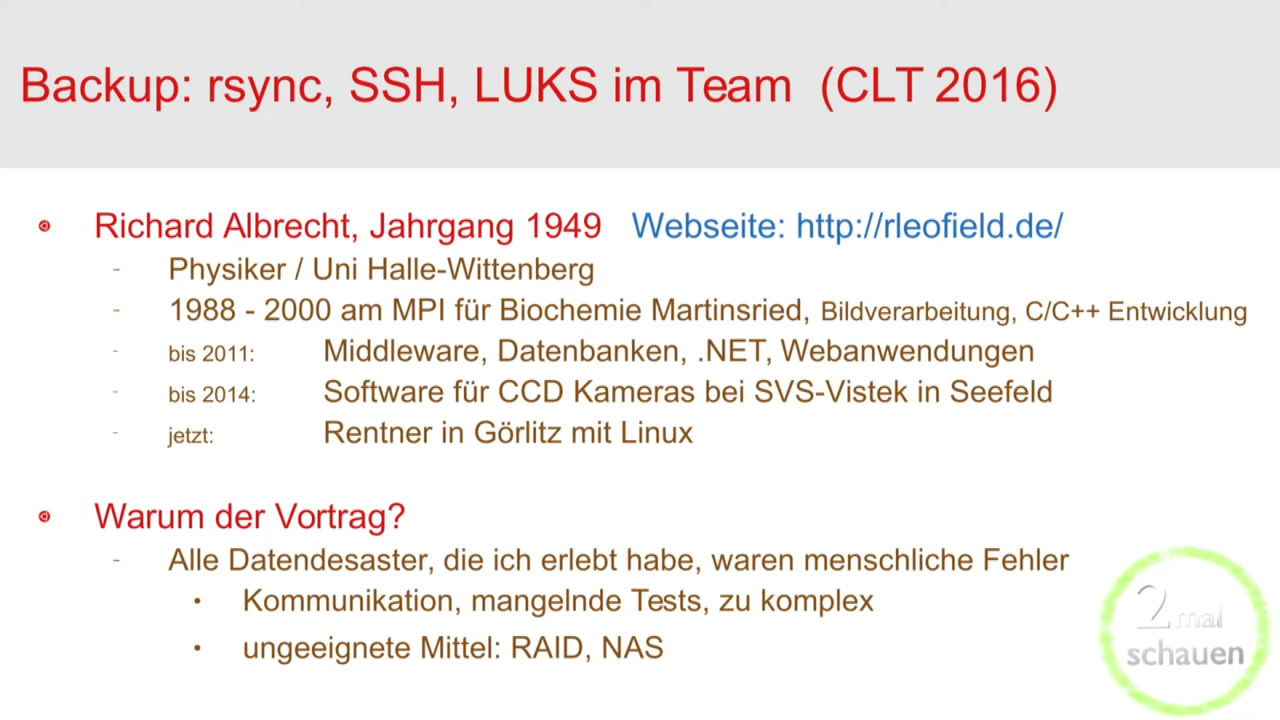 Backup: rsync, SSH, LUKS im Team (CLT 2016)
Richard Albrecht, Jahrgang 1949 Webseite: http://rleofield.de/
- Physiker / Uni Halle-Wittenberg
- 1988 - 2000 am MPI für Biochemie Martinsried, Bildverarbeitung, C/C++ Entwicklung
- bis 2011: Middleware, Datenbanken, .NET, Webanwendungen
- bis 2014: Software für CCD Kameras bei SVS-Vistek in Seefeld
- jetzt: Rentner in Görlitz mit Linux
Warum der Vortrag?
- Alle Datendesaster, die ich erlebt habe, waren menschliche Fehler
• Kommunikation, mangelnde Tests, zu komplex
• ungeeignete Mittel: RAID, NAS
2 mal
schauen